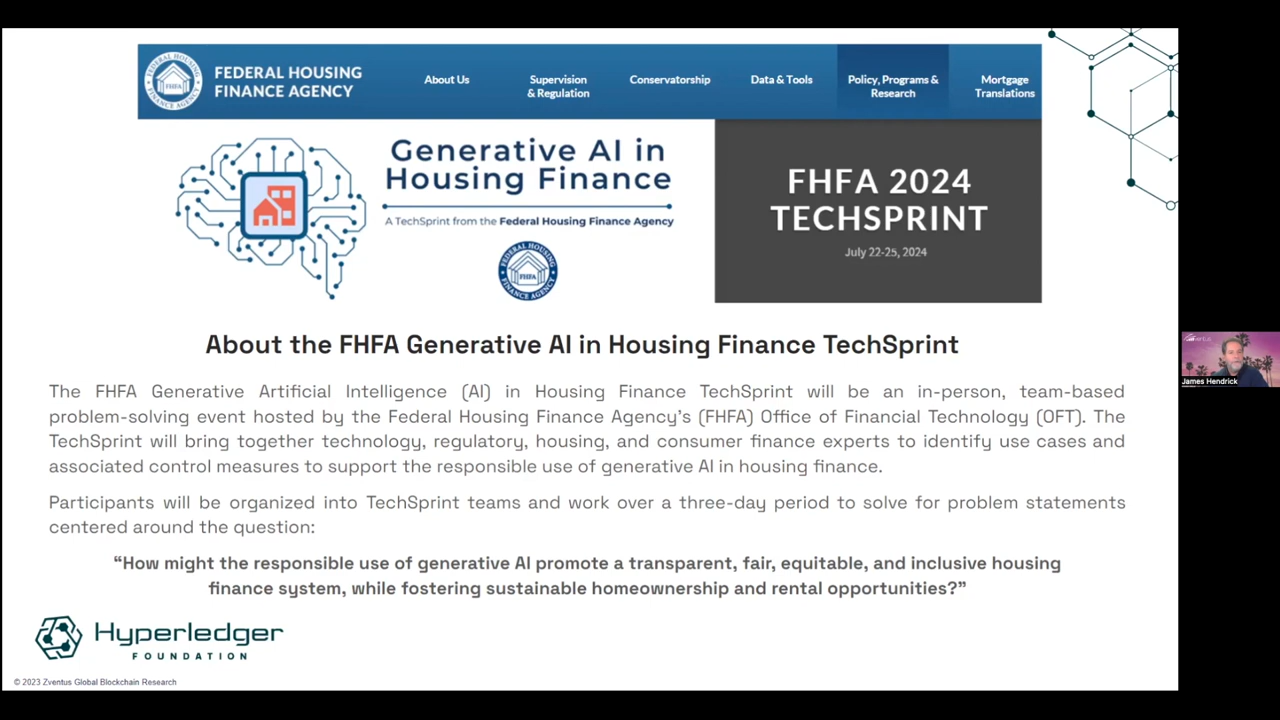 FEDERAL HOUSING
FINANCE AGENCY
About Us
Supervision
& Regulation
Conservatorship
Data & Tools
Policy, Programs &
Research
Mortgage
Translations
Generative AI in
Housing Finance
A TechSprint from the Federal Housing Finance Agency
FEDERAL HOUSING
FHFA
FINANCE AGENCY
FHFA 2024
TECHSPRINT
July 22-25, 2024
About the FHFA Generative AI in Housing Finance TechSprint
The FHFA Generative Artificial Intelligence (AI) in Housing Finance TechSprint will be an in-person, team-based
problem-solving event hosted by the Federal Housing Finance Agency's (FHFA) Office of Financial Technology (OFT). The
TechSprint will bring together technology, regulatory, housing, and consumer finance experts to identify use cases and
associated control measures to support the responsible use of generative AI in housing finance.
Participants will be organized into TechSprint teams and work over a three-day period to solve for problem statements
centered around the question:
“How might the responsible use of generative AI promote a transparent, fair, equitable, and inclusive housing
finance system, while fostering sustainable homeownership and rental opportunities?”
Hyperledger
FOUNDATION
© 2023 Zventus Global Blockchain Research
James Hendrick